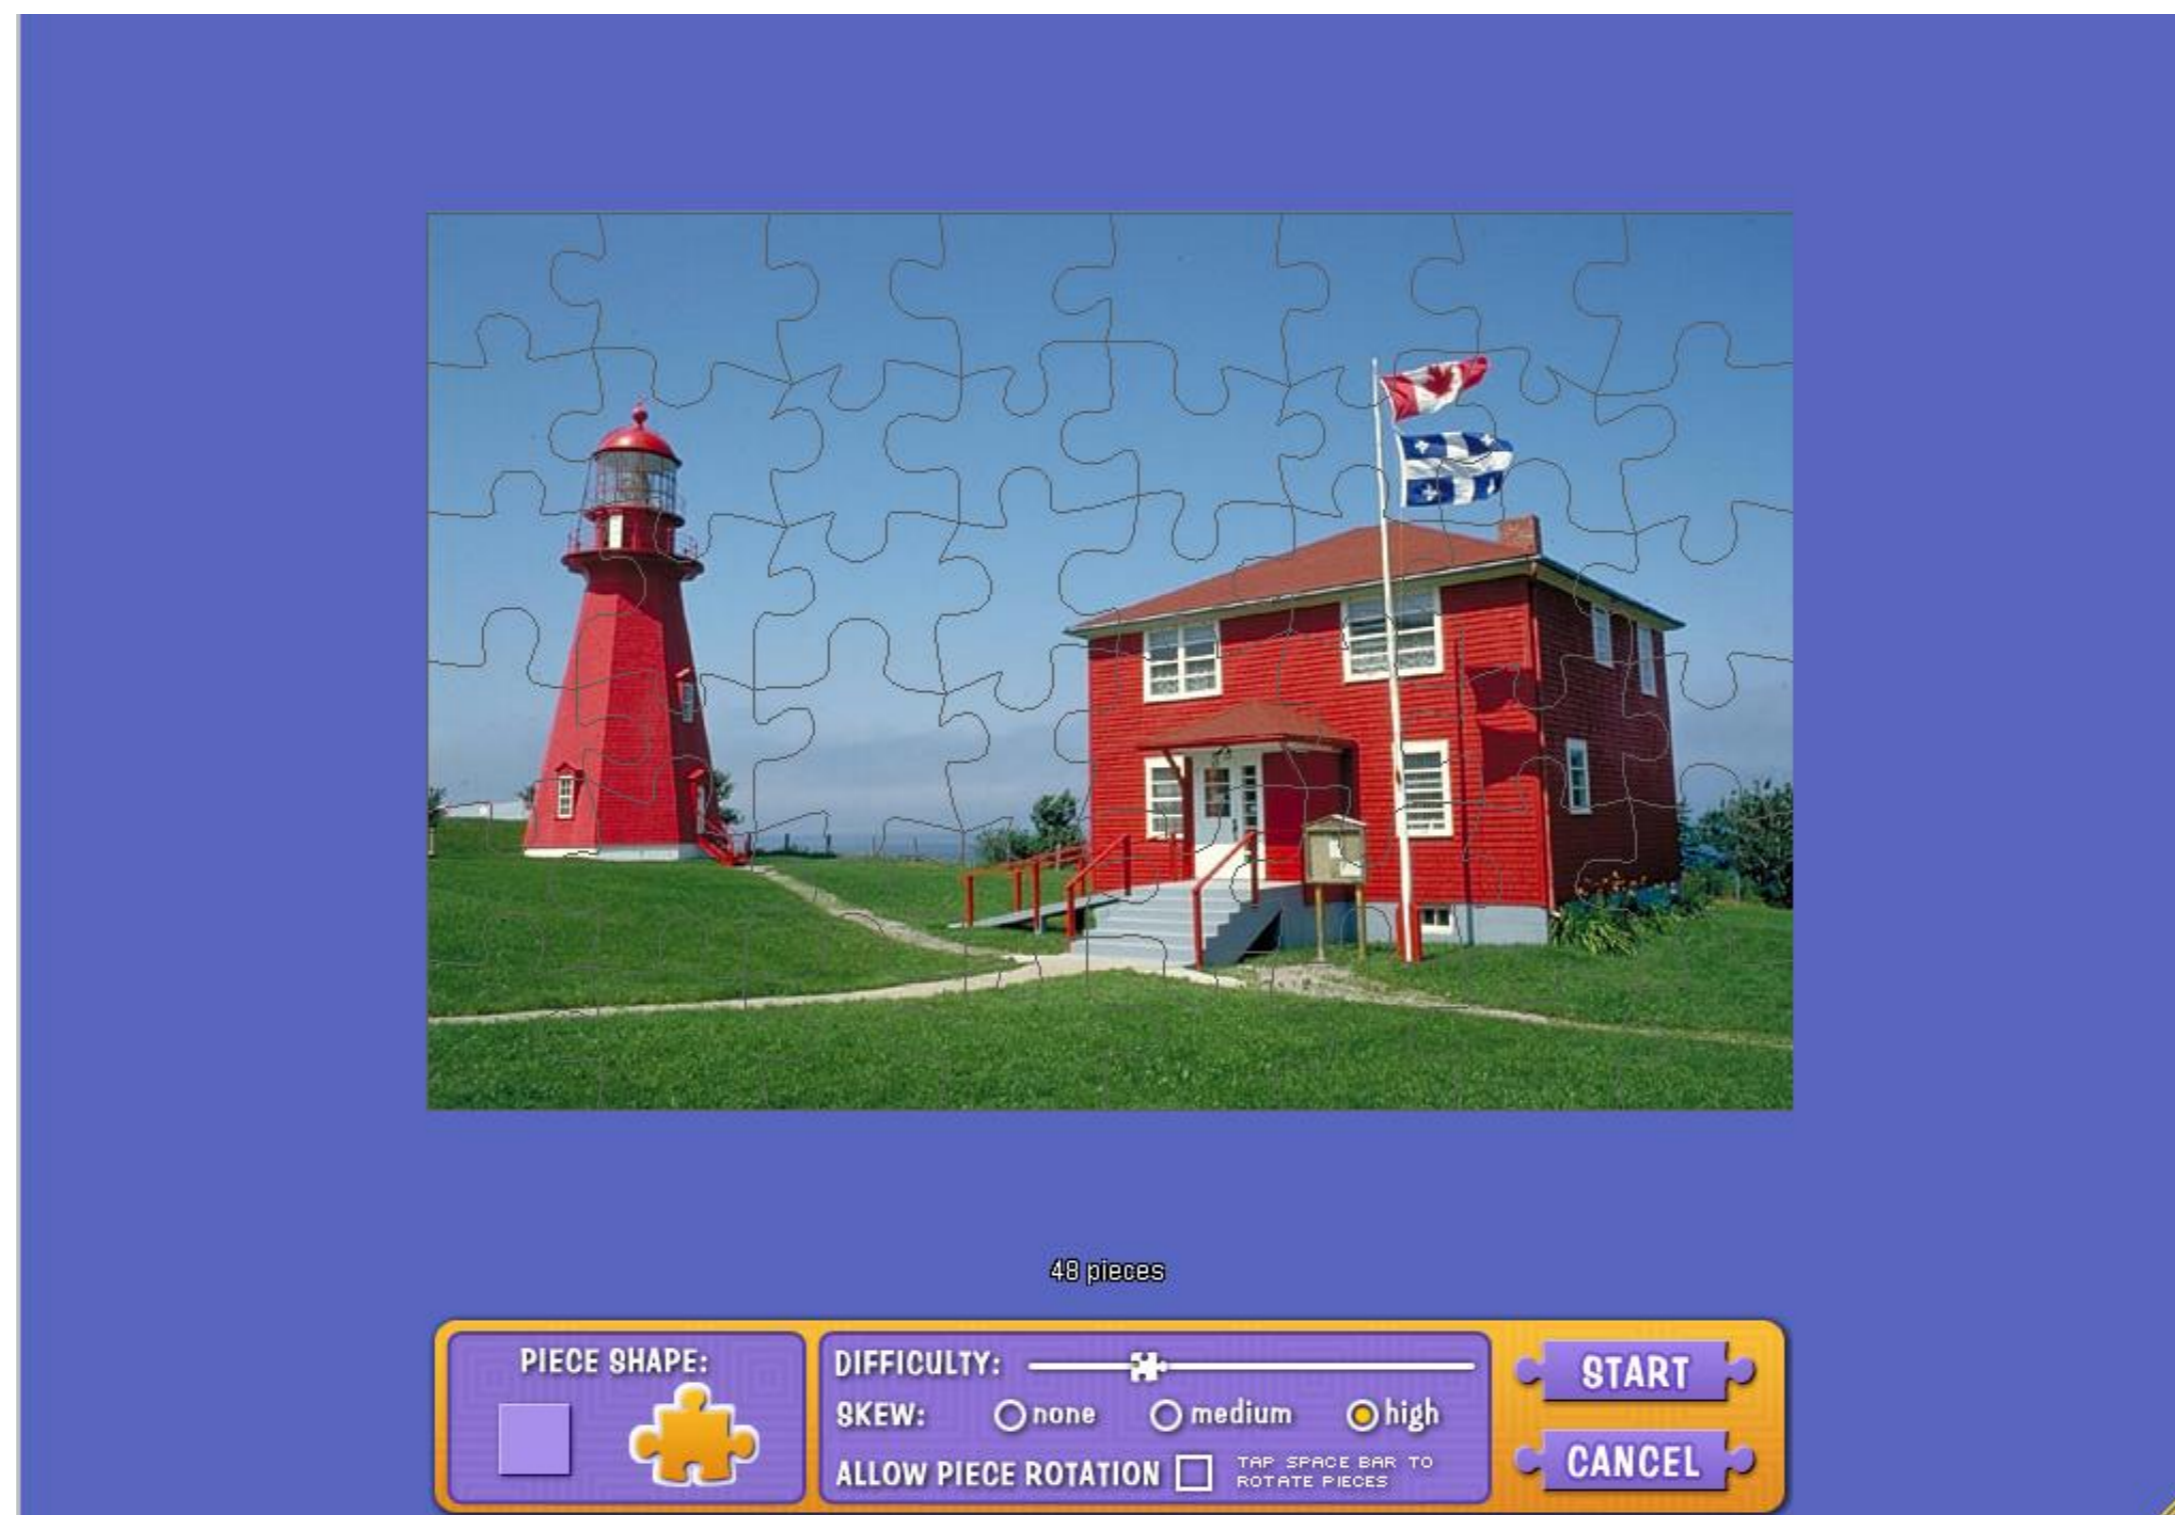 48 pieces
PIECE SHAPE:
DIFFICULTY:
SKEW: none medium high
ALLOW PIECE ROTATION
TAP SPACE BAR TO
ROTATE PIECES
START
CANCEL